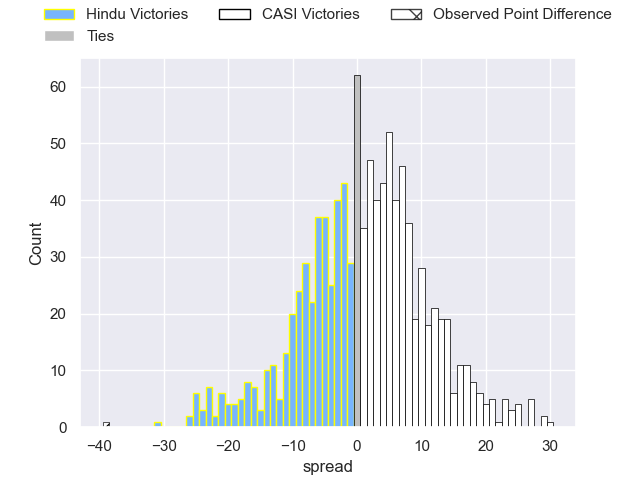 Hindu Victories CASI Victories Observed Point Difference
Ties
60
50
40
30
20
10
0
Count
−40 −30 −20 −10 0 10 20 30
spread